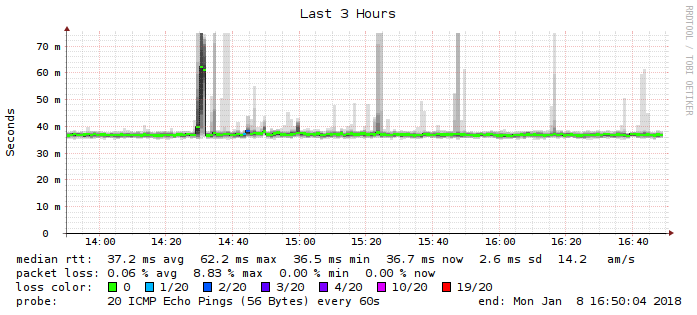 Last 3 Hours
RRDTOOL / TOBI OETIKER
Seconds
70 m
60 m
50 m
40 m
30 m
20 m
10 m
0
14:00 14:20 14:40 15:00 15:20 15:40 16:00 16:20 16:40
median rtt: 37.2 ms avg 62.2 ms max 36.5 ms min 36.7 ms now 2.6 ms sd 14.2 am/s
packet loss: 0.06 % avg 8.83 % max 0.00 % min 0.00 % now
loss color: 0 1/20 2/20 3/20 4/20 10/20 19/20
probe: 20 ICMP Echo Pings (56 Bytes) every 60s end: Mon Jan 8 16:50:04 2018